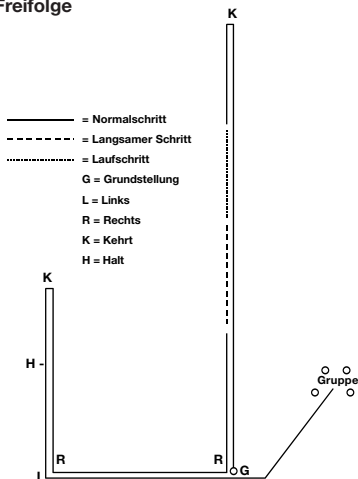 Freifolge
K
= Normalschritt
= Langsamer Schritt
= Laufschritt
G = Grundstellung
L = Links
R = Rechts
K = Kehrt
H = Halt
K
H -
Gruppe
R
R
G